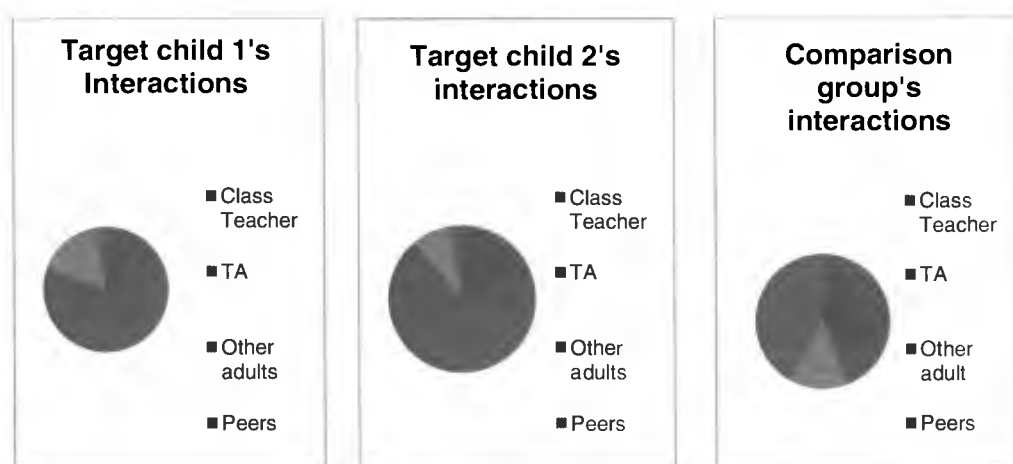 Target child 1's
Interactions
Class
Teacher
TA
Other
adults
Peers
Target child 2's
interactions
Class
Teacher
TA
Other
adults
Peers
Comparison
group's
interactions
Class
Teacher
TA
Other
adult
Peers